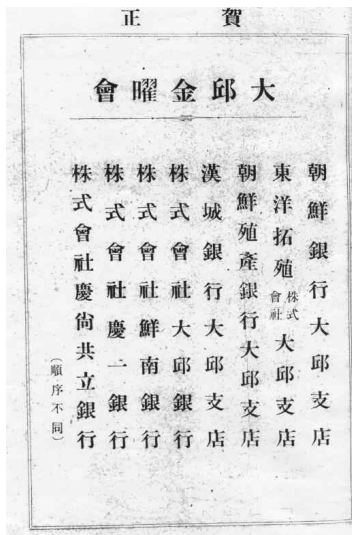 賀正
大邱金曜會
朝鮮銀行大邱支店
東洋拓殖株式會社大邱支店
朝鮮殖產銀行大邱支店
漢城銀行大邱支店
株式會社大邱銀行
株式會社鮮南銀行
株式會社慶一銀行
株式會社慶尙共立銀行
（順序不同）